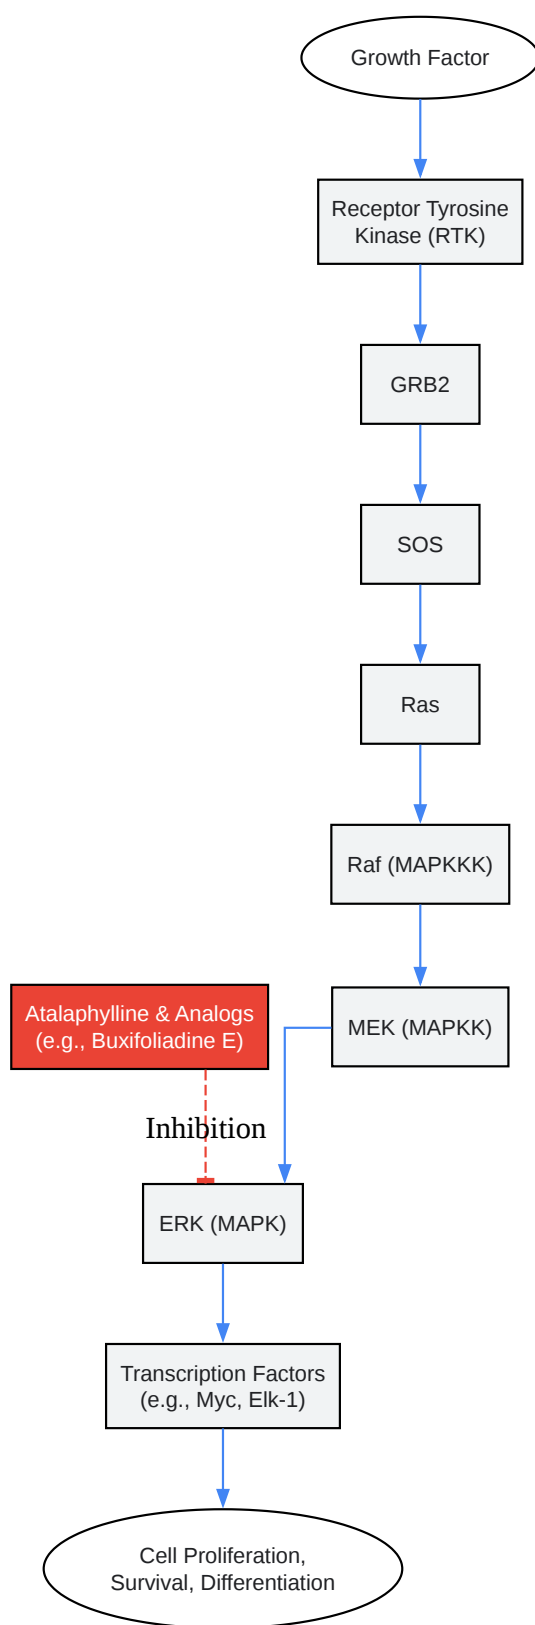 Growth Factor
Receptor Tyrosine
Kinase (RTK)
GRB2
SOS
Ras
Raf (MAPKKK)
MEK (MAPKK)
Atalaphylline & Analogs
(e.g., Buxifoliadine E)
Inhibition
ERK (MAPK)
Transcription Factors
(e.g., Myc, Elk-1)
Cell Proliferation,
Survival, Differentiation